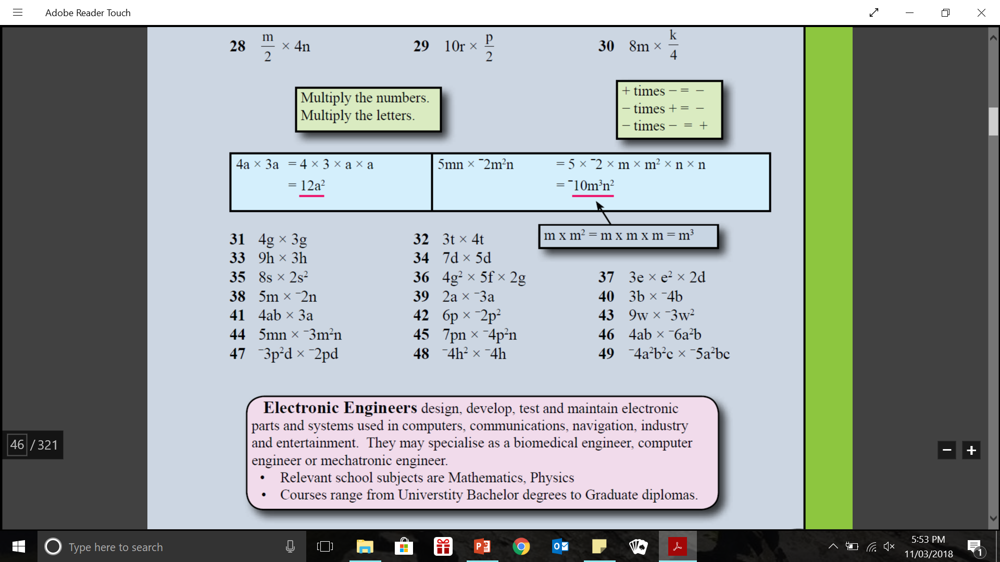 Adobe Reader Touch
28 m/2 × 4n 29 10r × p/2 30 8m × k/4
Multiply the numbers.
Multiply the letters.
+ times − = −
− times + = −
− times − = +
4a × 3a = 4 × 3 × a × a
= 12a²
5mn × ⁻2m²n = 5 × ⁻2 × m × m² × n × n
= ⁻10m³n²
m x m² = m x m x m = m³
31 4g × 3g 32 3t × 4t
33 9h × 3h 34 7d × 5d
35 8s × 2s² 36 4g² × 5f × 2g 37 3e × e² × 2d
38 5m × ⁻2n 39 2a × ⁻3a 40 3b × ⁻4b
41 4ab × 3a 42 6p × ⁻2p² 43 9w × ⁻3w²
44 5mn × ⁻3m²n 45 7pn × ⁻4p²n 46 4ab × ⁻6a²b
47 ⁻3p²d × ⁻2pd 48 ⁻4h² × ⁻4h 49 ⁻4a²b²c × ⁻5a²bc
Electronic Engineers design, develop, test and maintain electronic
parts and systems used in computers, communications, navigation, industry
and entertainment. They may specialise as a biomedical engineer, computer
engineer or mechatronic engineer.
• Relevant school subjects are Mathematics, Physics
• Courses range from Universtity Bachelor degrees to Graduate diplomas.
46 / 321
Type here to search
5:53 PM
11/03/2018
1